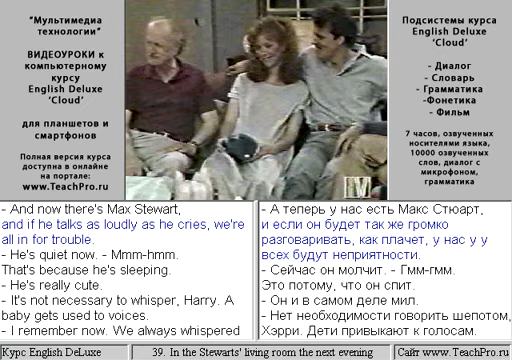 "Мультимедиа
технологии"
ВИДЕОУРОКИ к
компьютерному
курсу
English Deluxe
'Cloud'
для планшетов и
смартфонов
Полная версия курса
доступна в онлайне
на портале:
www.TeachPro.ru
Подсистемы курса
English Deluxe
'Cloud'
- Диалог
- Словарь
- Грамматика
-Фонетика
- Фильм
7 часов, озвученных
носителями языка,
10000 озвученных
слов, диалог с
микрофоном,
грамматика
- And now there's Max Stewart,
and if he talks as loudly as he cries, we're
all in for trouble.
- He's quiet now. - Mmm-hmm.
That's because he's sleeping.
- He's really cute.
- It's not necessary to whisper, Harry. A
baby gets used to voices.
- I remember now. We always whispered
- А теперь у нас есть Макс Стюарт,
и если он будет так же громко
разговаривать, как плачет, у нас у у
всех будут неприятности.
- Сейчас он молчит. - Гмм-гмм.
Это потому, что он спит.
- Он и в самом деле мил.
- Нет необходимости говорить шепотом,
Хэрри. Дети привыкают к голосам.
Курс English DeLuxe
39. In the Stewarts' living room the next evening
Сайт www.TeachPro.ru